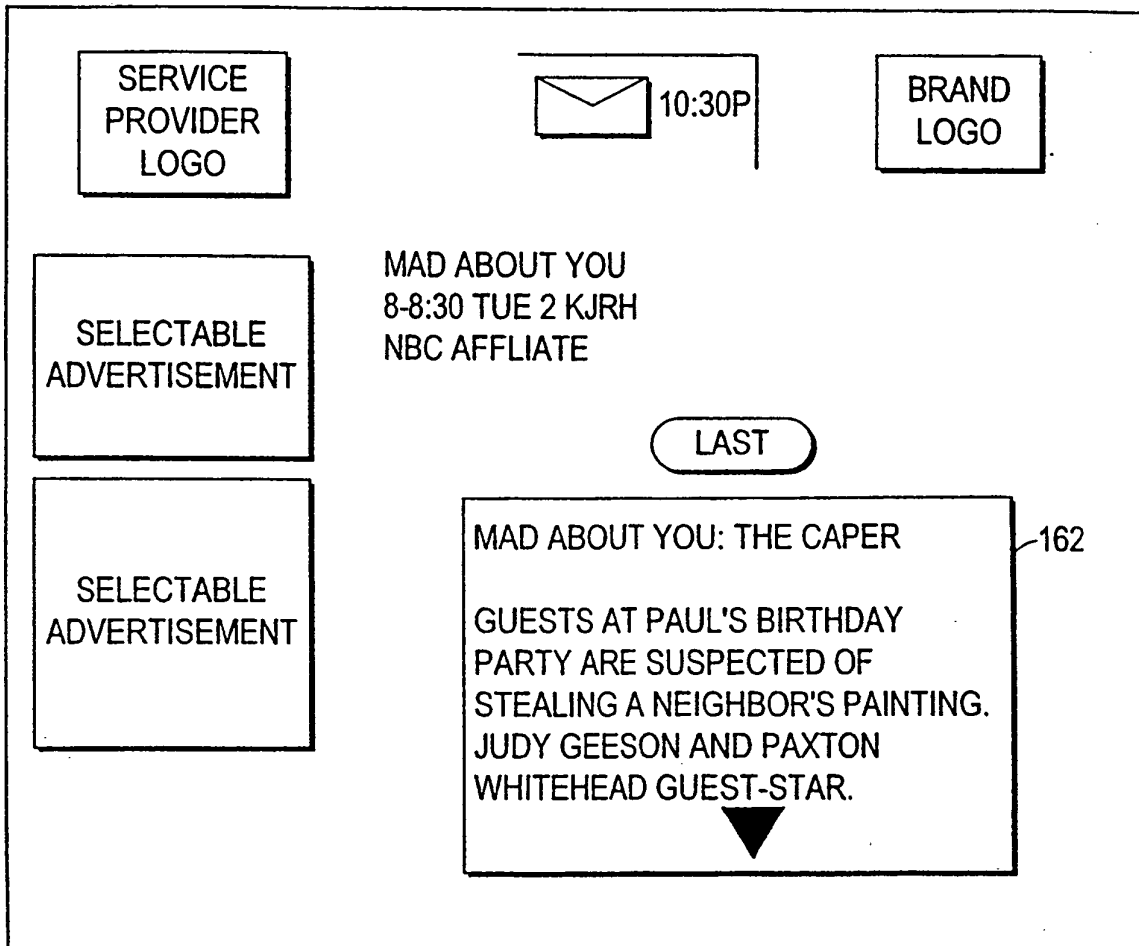 SERVICE
PROVIDER
LOGO
10:30P
BRAND
LOGO
SELECTABLE
ADVERTISEMENT
SELECTABLE
ADVERTISEMENT
MAD ABOUT YOU
8-8:30 TUE 2 KJRH
NBC AFFLIATE
LAST
MAD ABOUT YOU: THE CAPER
GUESTS AT PAUL'S BIRTHDAY
PARTY ARE SUSPECTED OF
STEALING A NEIGHBOR'S PAINTING.
JUDY GEESON AND PAXTON
WHITEHEAD GUEST-STAR.
162